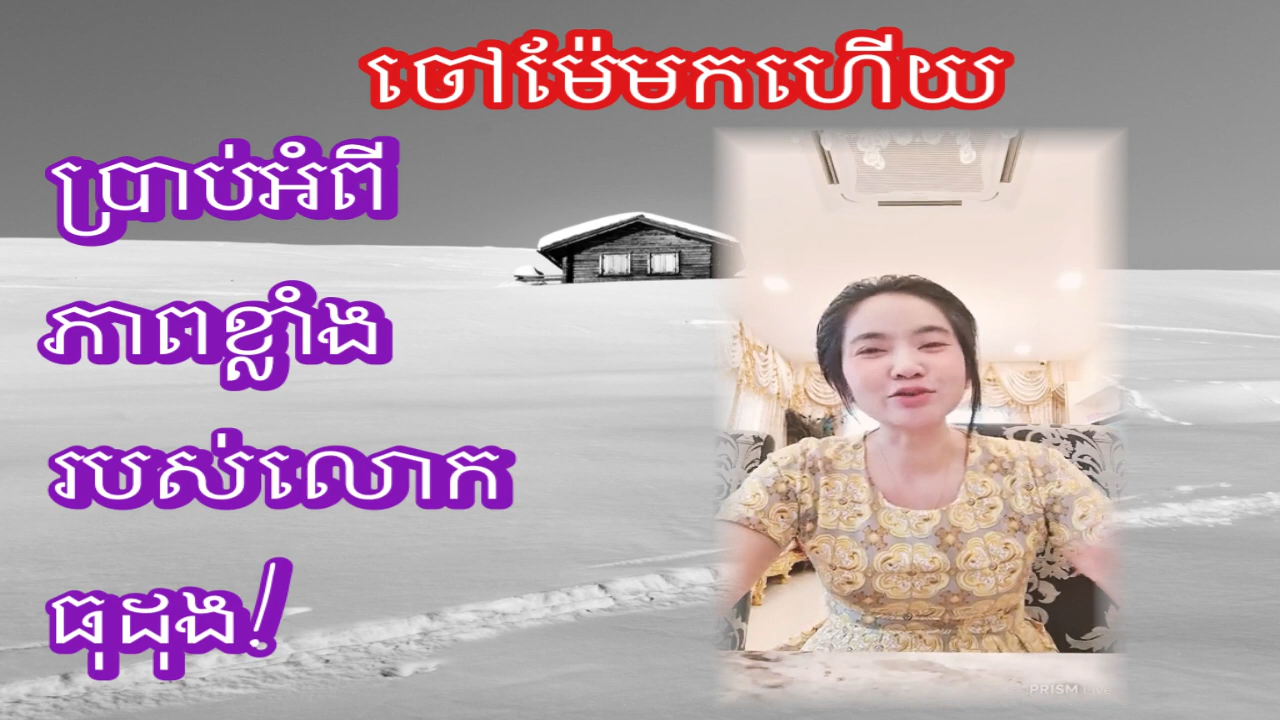 ចៅម៉ែមកហើយ
ប្រាប់អំពី
ភាពខ្លាំង
របស់លោក
ធុដុង!
PRISM Live